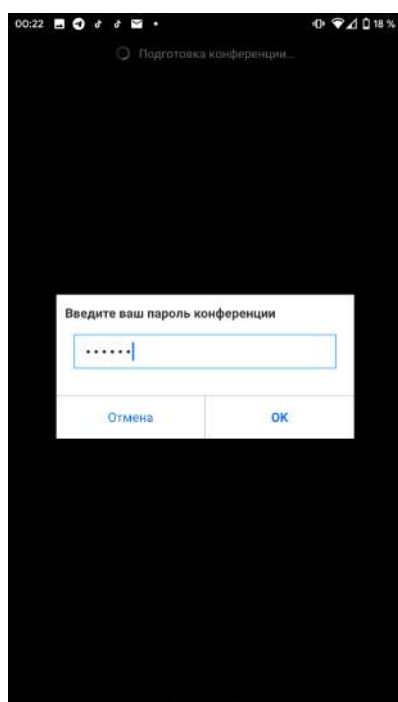 00:22 18 %
Подготовка конференции...
Введите ваш пароль конференции
••••••
Отмена OK